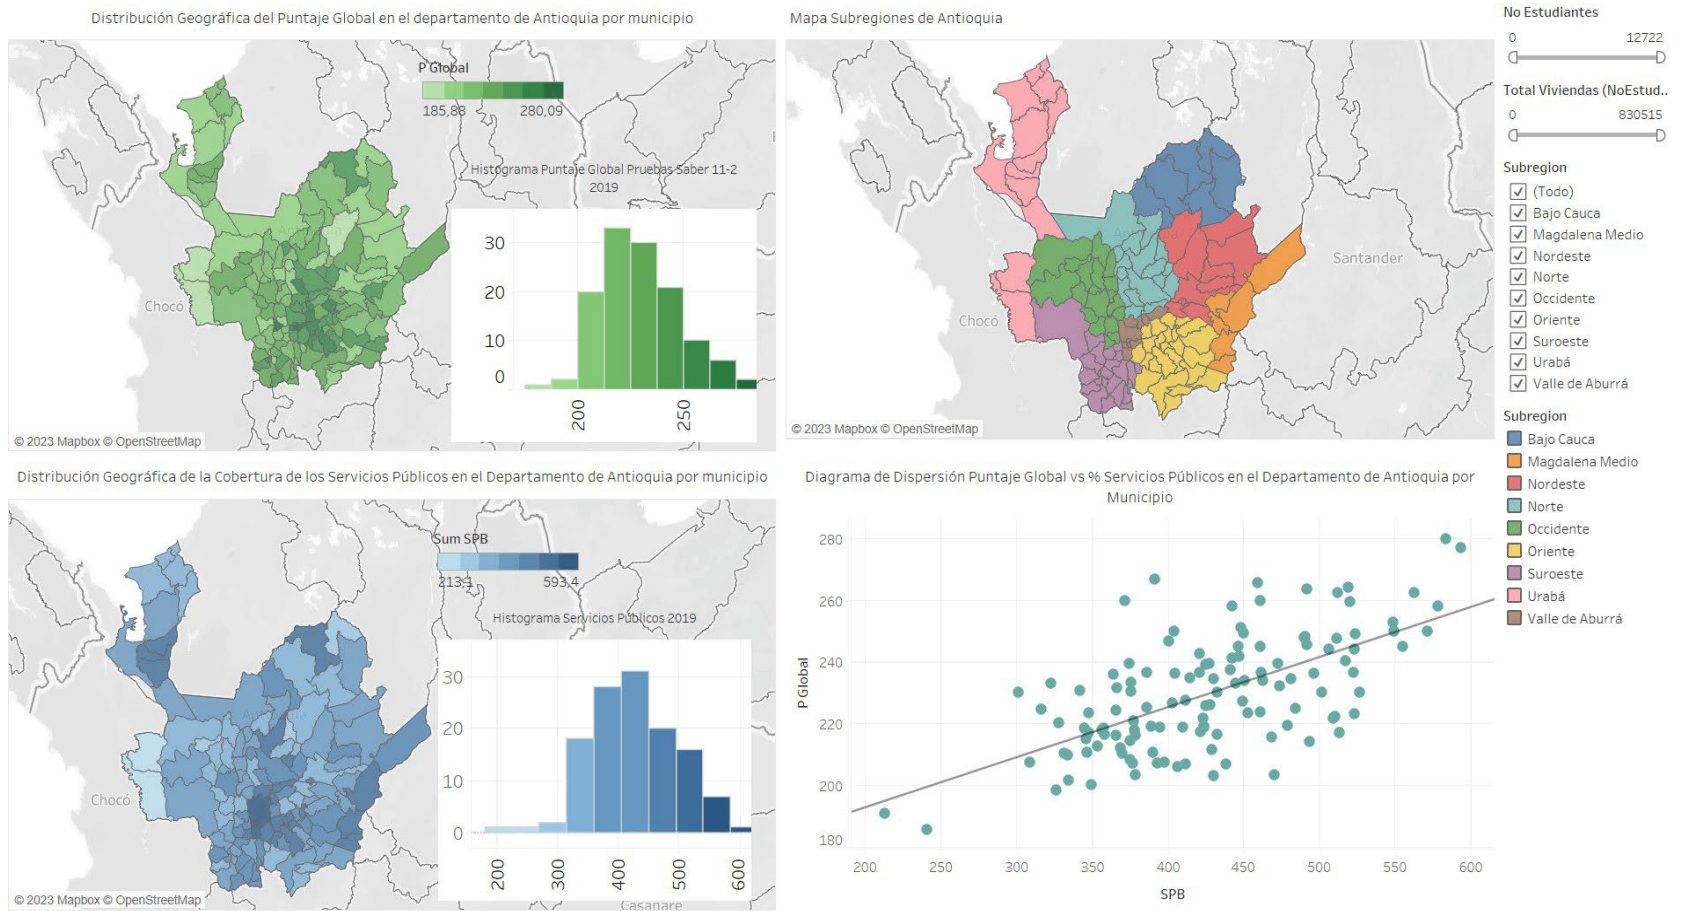 Distribución Geográfica del Puntaje Global en el departamento de Antioquia por municipio
P Global
185,88 280,09
Histograma Puntaje Global Pruebas Saber 11-2
2019
30
20
10
0
200 250
Antioquia
Chocó
© 2023 Mapbox © OpenStreetMap
Mapa Subregiones de Antioquia
Antioquia
Santander
Chocó
© 2023 Mapbox © OpenStreetMap
No Estudiantes
0 12722
Total Viviendas (NoEstud..
0 830515
Subregion
(Todo)
Bajo Cauca
Magdalena Medio
Nordeste
Norte
Occidente
Oriente
Suroeste
Urabá
Valle de Aburrá
Subregion
Bajo Cauca
Magdalena Medio
Nordeste
Norte
Occidente
Oriente
Suroeste
Urabá
Valle de Aburrá
Distribución Geográfica de la Cobertura de los Servicios Públicos en el Departamento de Antioquia por municipio
Sum SPB
213,1 593,4
Histograma Servicios Públicos 2019
30
20
10
0
200 300 400 500 600
Antioquia
Chocó
Casanare
© 2023 Mapbox © OpenStreetMap
Diagrama de Dispersión Puntaje Global vs % Servicios Públicos en el Departamento de Antioquia por
Municipio
P Global
280
260
240
220
200
180
200 250 300 350 400 450 500 550 600
SPB